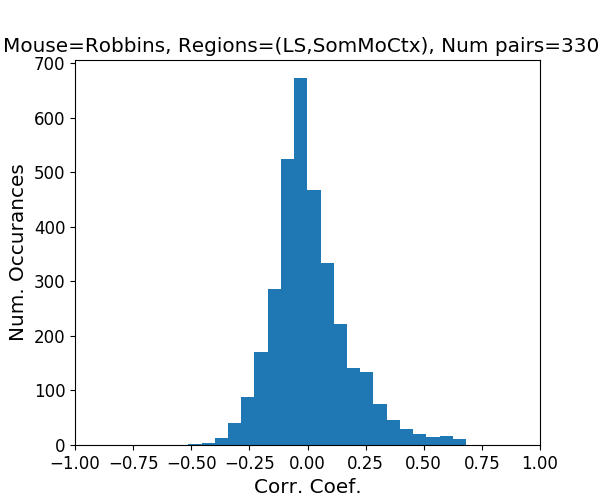 Mouse=Robbins, Regions=(LS,SomMoCtx), Num pairs=330
700
600
500
400
300
200
100
0
Num. Occurances
−1.00 −0.75 −0.50 −0.25 0.00 0.25 0.50 0.75 1.00
Corr. Coef.